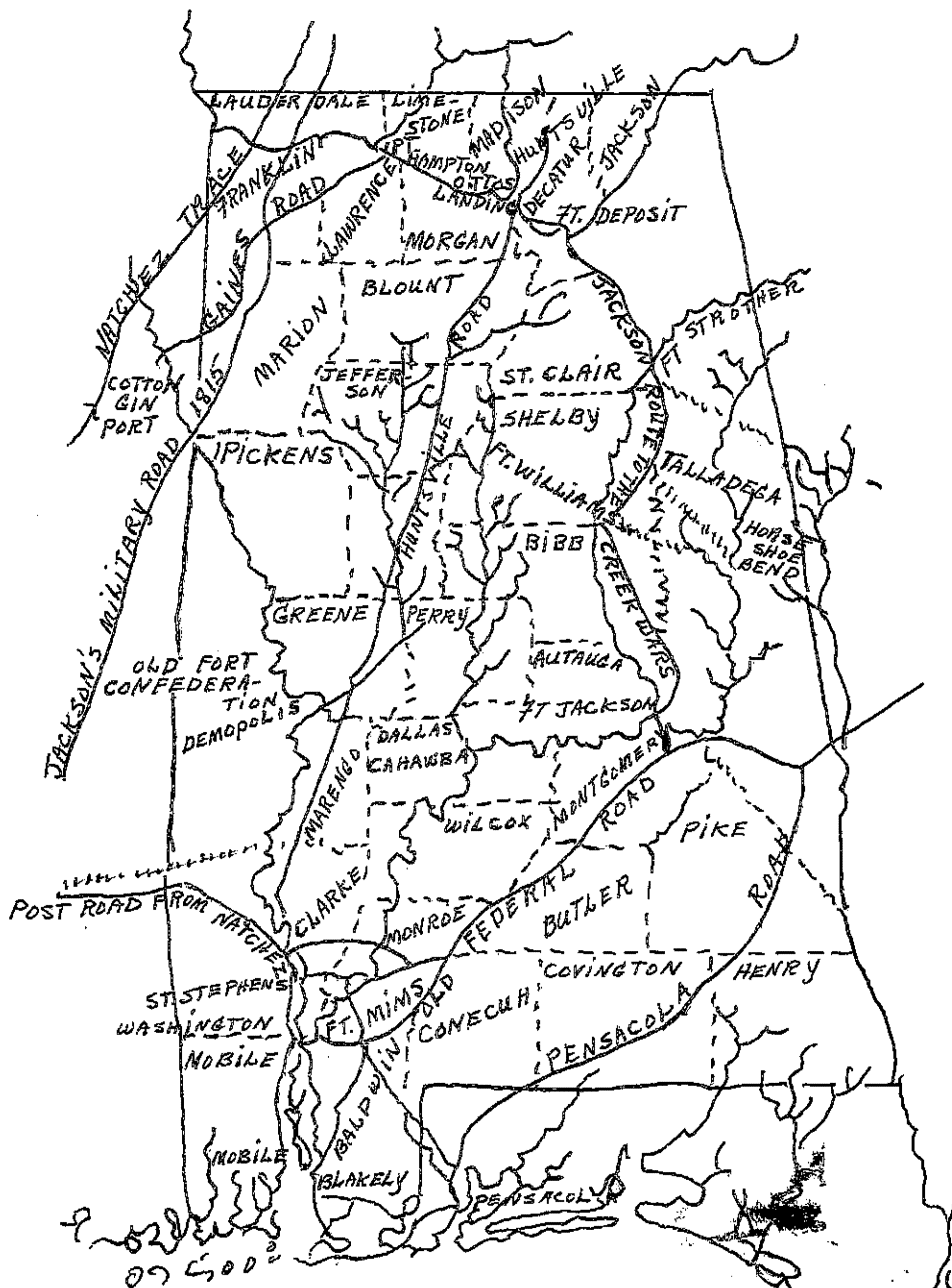 LAUDERDALE
LIME-
STONE
MADISON
HUNTSVILLE
DECATUR
JACKSON
NATCHEZ TRACE
FRANKLIN
GAINES ROAD
LAWRENCE
HAMPTON
DITTOS
LANDING
FT. DEPOSIT
MORGAN
BLOUNT
MARION
COTTON
GIN
PORT
JACKSON'S MILITARY ROAD 1815
JEFFER-
SON
ST. CLAIR
SHELBY
FT STROTHER
JACKSON ROUTE TO THE CREEK WARS
TALLADEGA
HORSE
SHOE
BEND
PICKENS
HUNTSVILLE ROAD
FT. WILLIAM
BIBB
GREENE
PERRY
AUTAUGA
OLD FORT
CONFEDERA-
TION
DEMOPOLIS
FT JACKSON
DALLAS
CAHAWBA
MARENGO
MONTGOMERY
WILCOX
PIKE
CLARKE
MONROE
OLD FEDERAL ROAD
BUTLER
POST ROAD FROM NATCHEZ
ST. STEPHENS
WASHINGTON
MOBILE
FT. MIMS
CONECUH
COVINGTON
HENRY
PENSACOLA ROAD
BALDWIN
MOBILE
BLAKELY
PENSACOLA